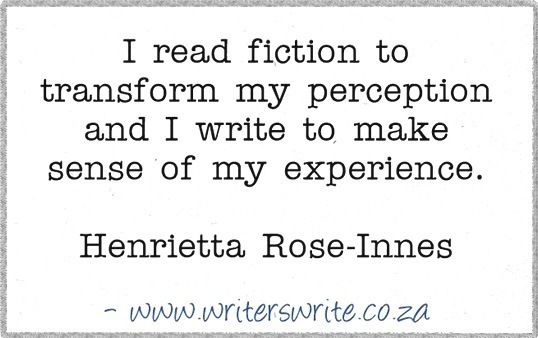 I read fiction to
transform my perception
and I write to make
sense of my experience.
Henrietta Rose-Innes
- www.writerswrite.co.za